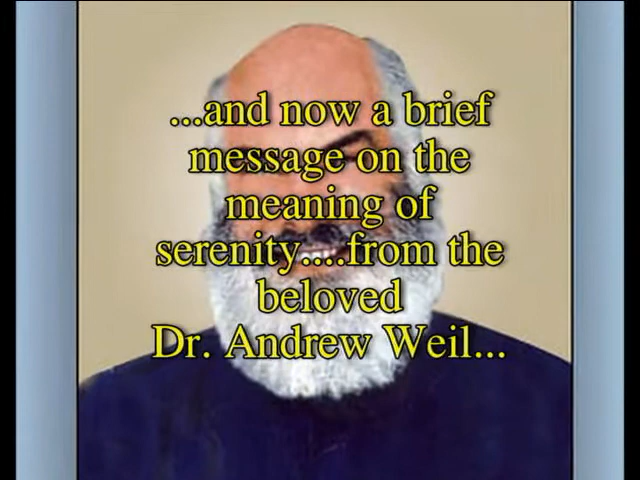 ...and now a brief
message on the
meaning of
serenity....from the
beloved
Dr. Andrew Weil...